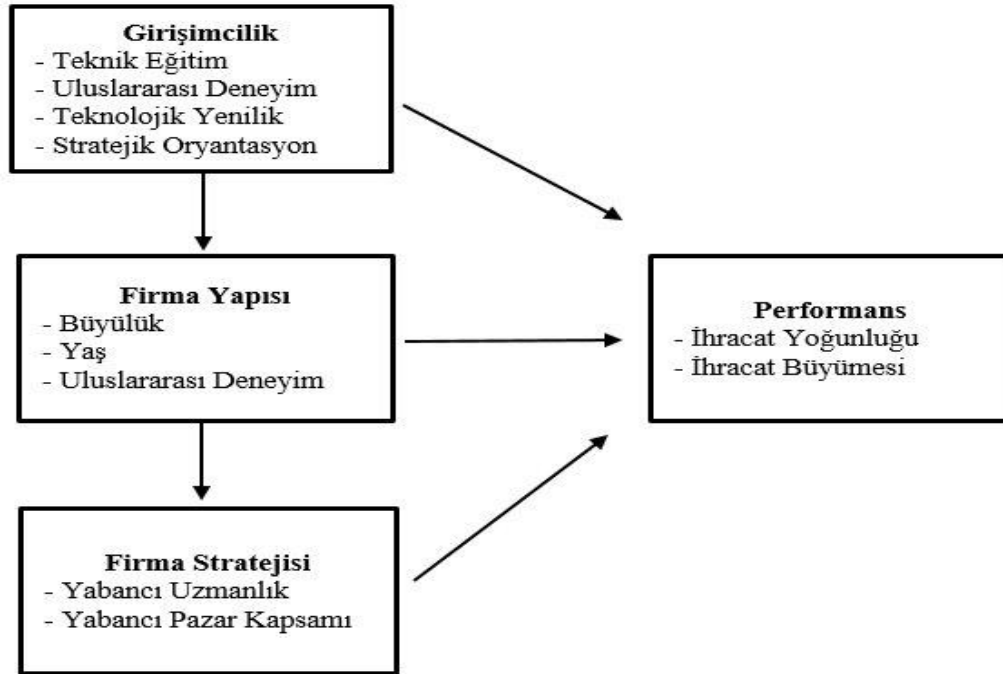 Girişimcilik
- Teknik Eğitim
- Uluslararası Deneyim
- Teknolojik Yenilik
- Stratejik Oryantasyon
Firma Yapısı
- Büyülük
- Yaş
- Uluslararası Deneyim
Performans
- İhracat Yoğunluğu
- İhracat Büyümesi
Firma Stratejisi
- Yabancı Uzmanlık
- Yabancı Pazar Kapsamı